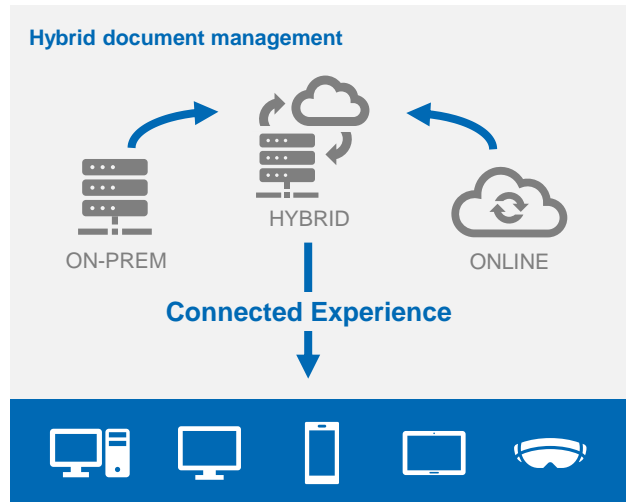 Hybrid document management
HYBRID
ON-PREM
ONLINE
Connected Experience